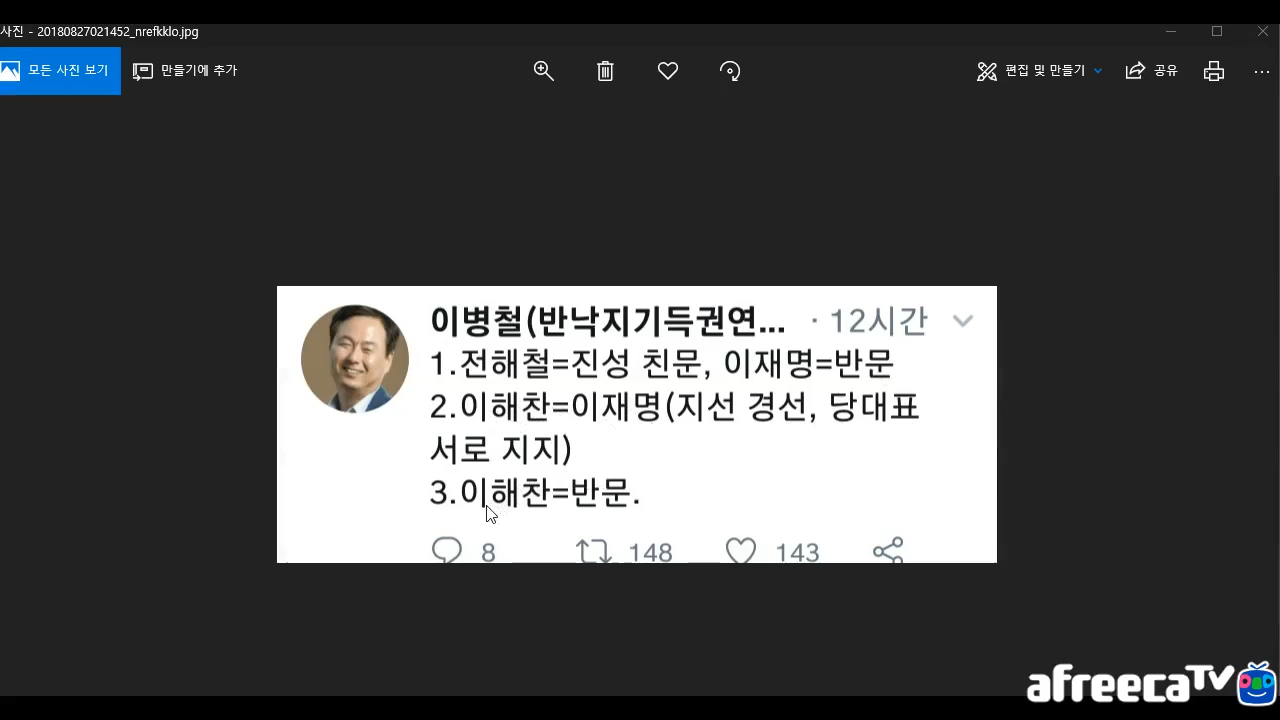 사진 - 20180827021452_nrefkklo.jpg
모든 사진 보기 만들기에 추가 편집 및 만들기 공유
이병철(반낙지기득권연... · 12시간
1.전해철=진성 친문, 이재명=반문
2.이해찬=이재명(지선 경선, 당대표
서로 지지)
3.이해찬=반문.
8 148 143
afreecaTV